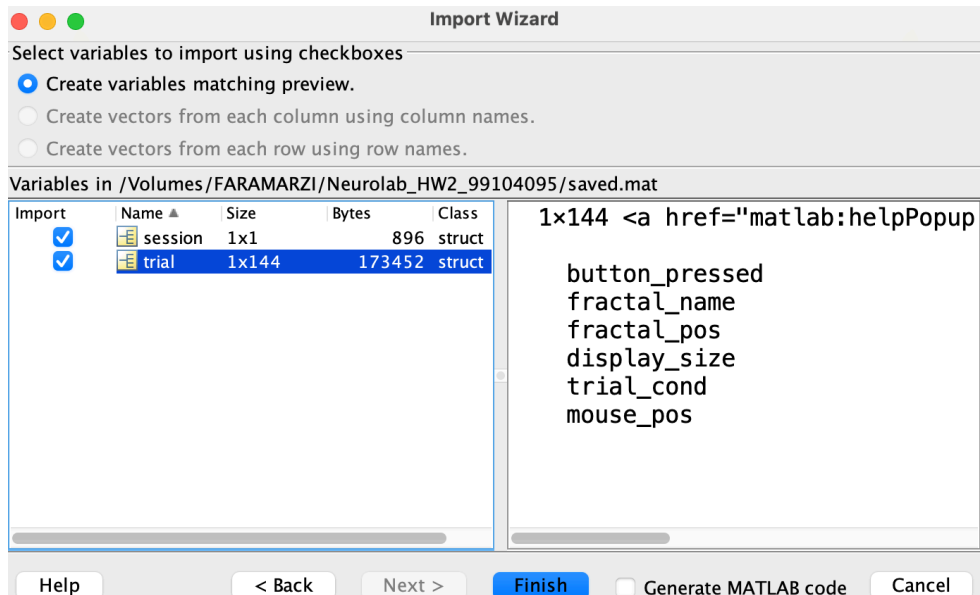 Import Wizard
Select variables to import using checkboxes
Create variables matching preview.
Create vectors from each column using column names.
Create vectors from each row using row names.
Variables in /Volumes/FARAMARZI/Neurolab_HW2_99104095/saved.mat
Import Name Size Bytes Class
session 1x1 896 struct
trial 1x144 173452 struct
1×144 <a href="matlab:helpPopup
button_pressed
fractal_name
fractal_pos
display_size
trial_cond
mouse_pos
Help < Back Next > Finish Generate MATLAB code Cancel